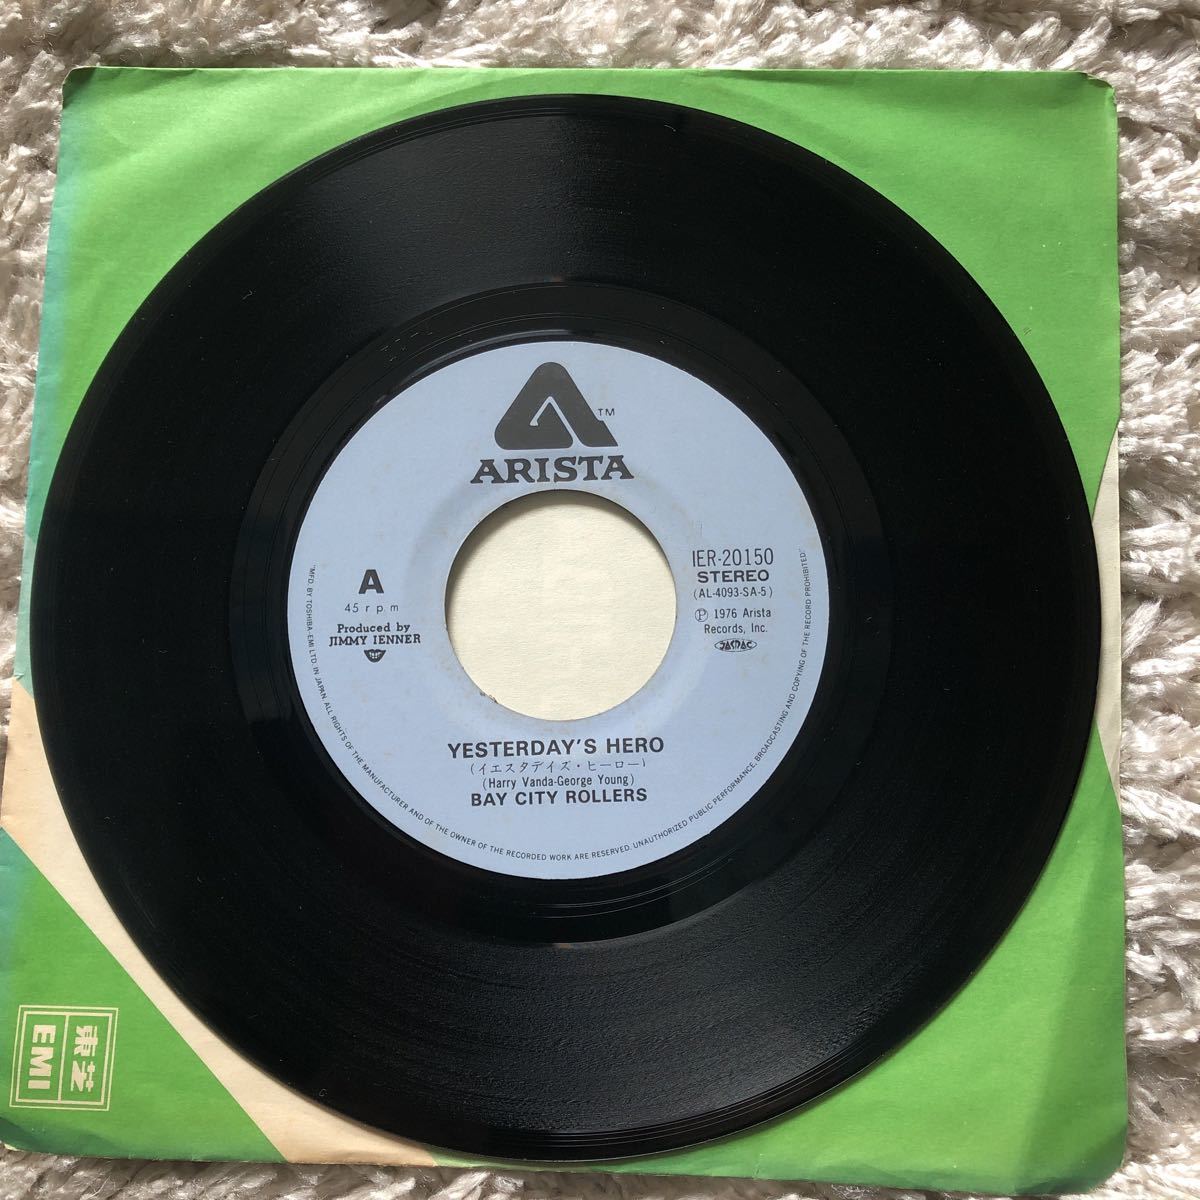 ARISTA
TM
A
45 rpm
Produced by
JIMMY IENNER
IER-20150
STEREO
(AL-4093-SA-5)
Ⓟ 1976 Arista
Records, Inc.
JASRAC
YESTERDAY'S HERO
(イエスタデイズ・ヒーロー)
(Harry Vanda-George Young)
BAY CITY ROLLERS
"MFD. BY TOSHIBA-EMI LTD. IN JAPAN. ALL RIGHTS OF THE MANUFACTURER AND OF THE OWNER OF THE RECORDED WORK ARE RESERVED. UNAUTHORIZED PUBLIC PERFORMANCE, BROADCASTING AND COPYING OF THE RECORD PROHIBITED."
東芝
EMI